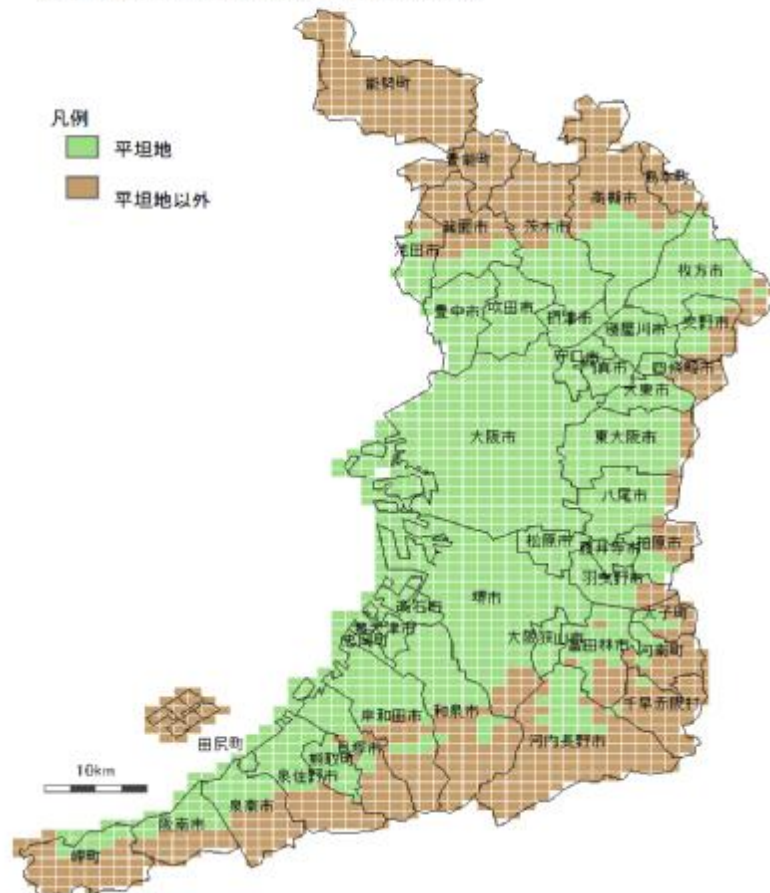 凡例
平坦地
平坦地以外
能勢町
豊能町
高槻市
島本町
箕面市
茨木市
池田市
枚方市
豊中市
吹田市
摂津市
寝屋川市
交野市
守口市
門真市
四條畷市
大東市
大阪市
東大阪市
八尾市
松原市
藤井寺市
柏原市
羽曳野市
堺市
高石市
泉大津市
忠岡町
太子町
大阪狭山市
富田林市
河南町
千早赤阪村
岸和田市
和泉市
河内長野市
田尻町
貝塚市
熊取町
泉佐野市
10km
泉南市
阪南市
岬町